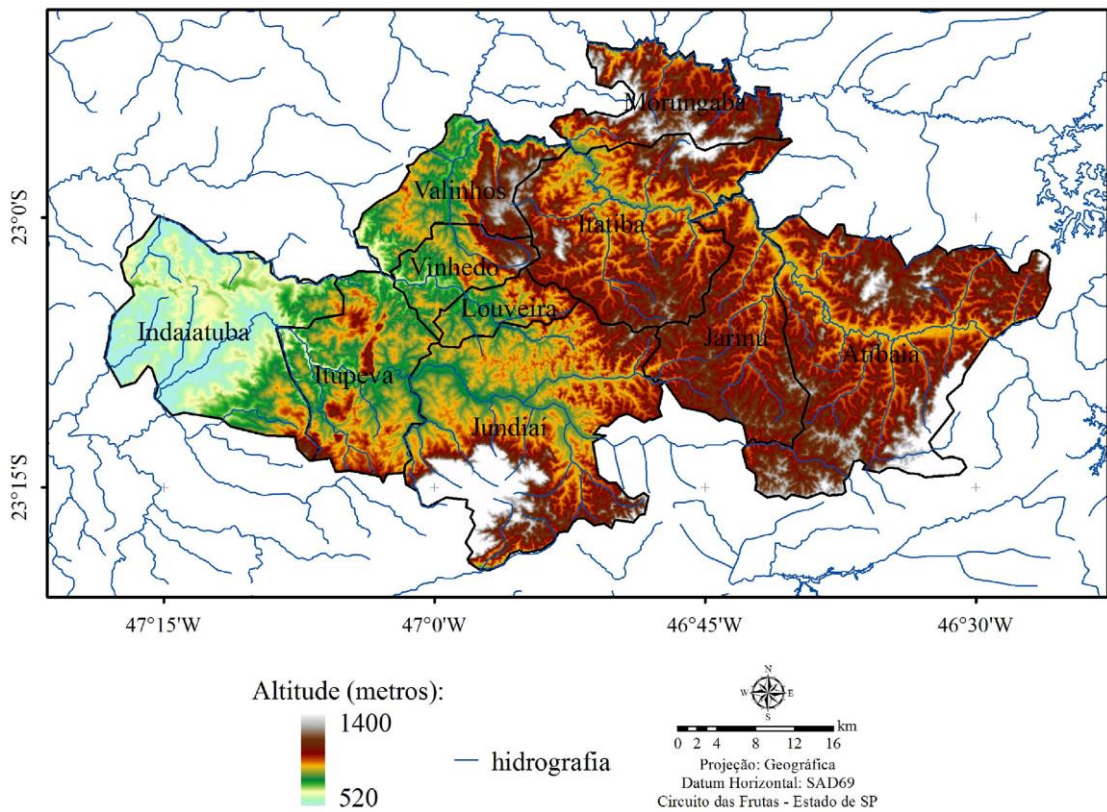 Morungaba
Valinhos
23°0'S
Itatiba
Vinhedo
Indaiatuba
Louveira
Jarinu
Atibaia
Itupeva
Jundiaí
23°15'S
47°15'W
47°0'W
46°45'W
46°30'W
Altitude (metros):
1400
520
hidrografia
N
W
E
S
km
0 2 4 8 12 16
Projeção: Geográfica
Datum Horizontal: SAD69
Circuito das Frutas - Estado de SP